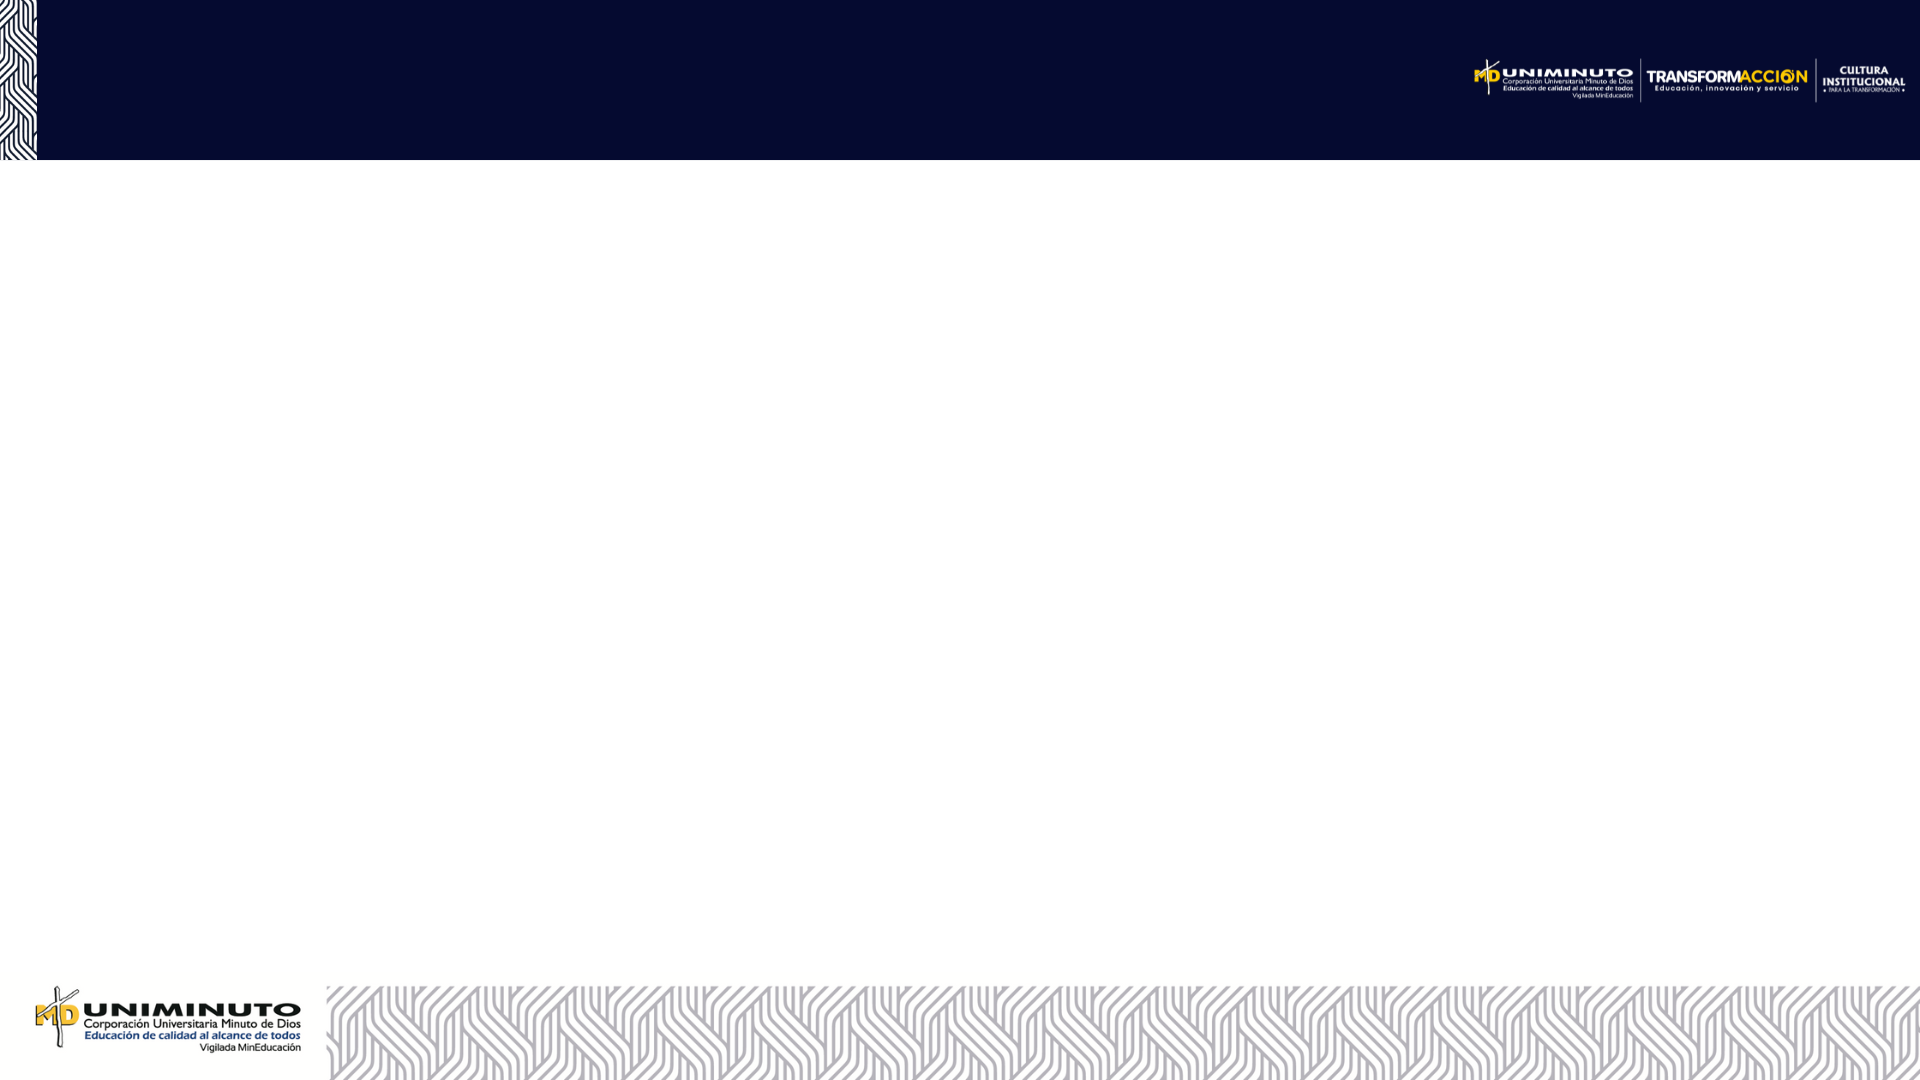 MD UNIMINUTO
Corporación Universitaria Minuto de Dios
Educación de calidad al alcance de todos
Vigilada MinEducación
TRANSFORMACCIÓN
Educación, innovación y servicio
CULTURA
INSTITUCIONAL
• PARA LA TRANSFORMACIÓN •
MD UNIMINUTO
Corporación Universitaria Minuto de Dios
Educación de calidad al alcance de todos
Vigilada MinEducación